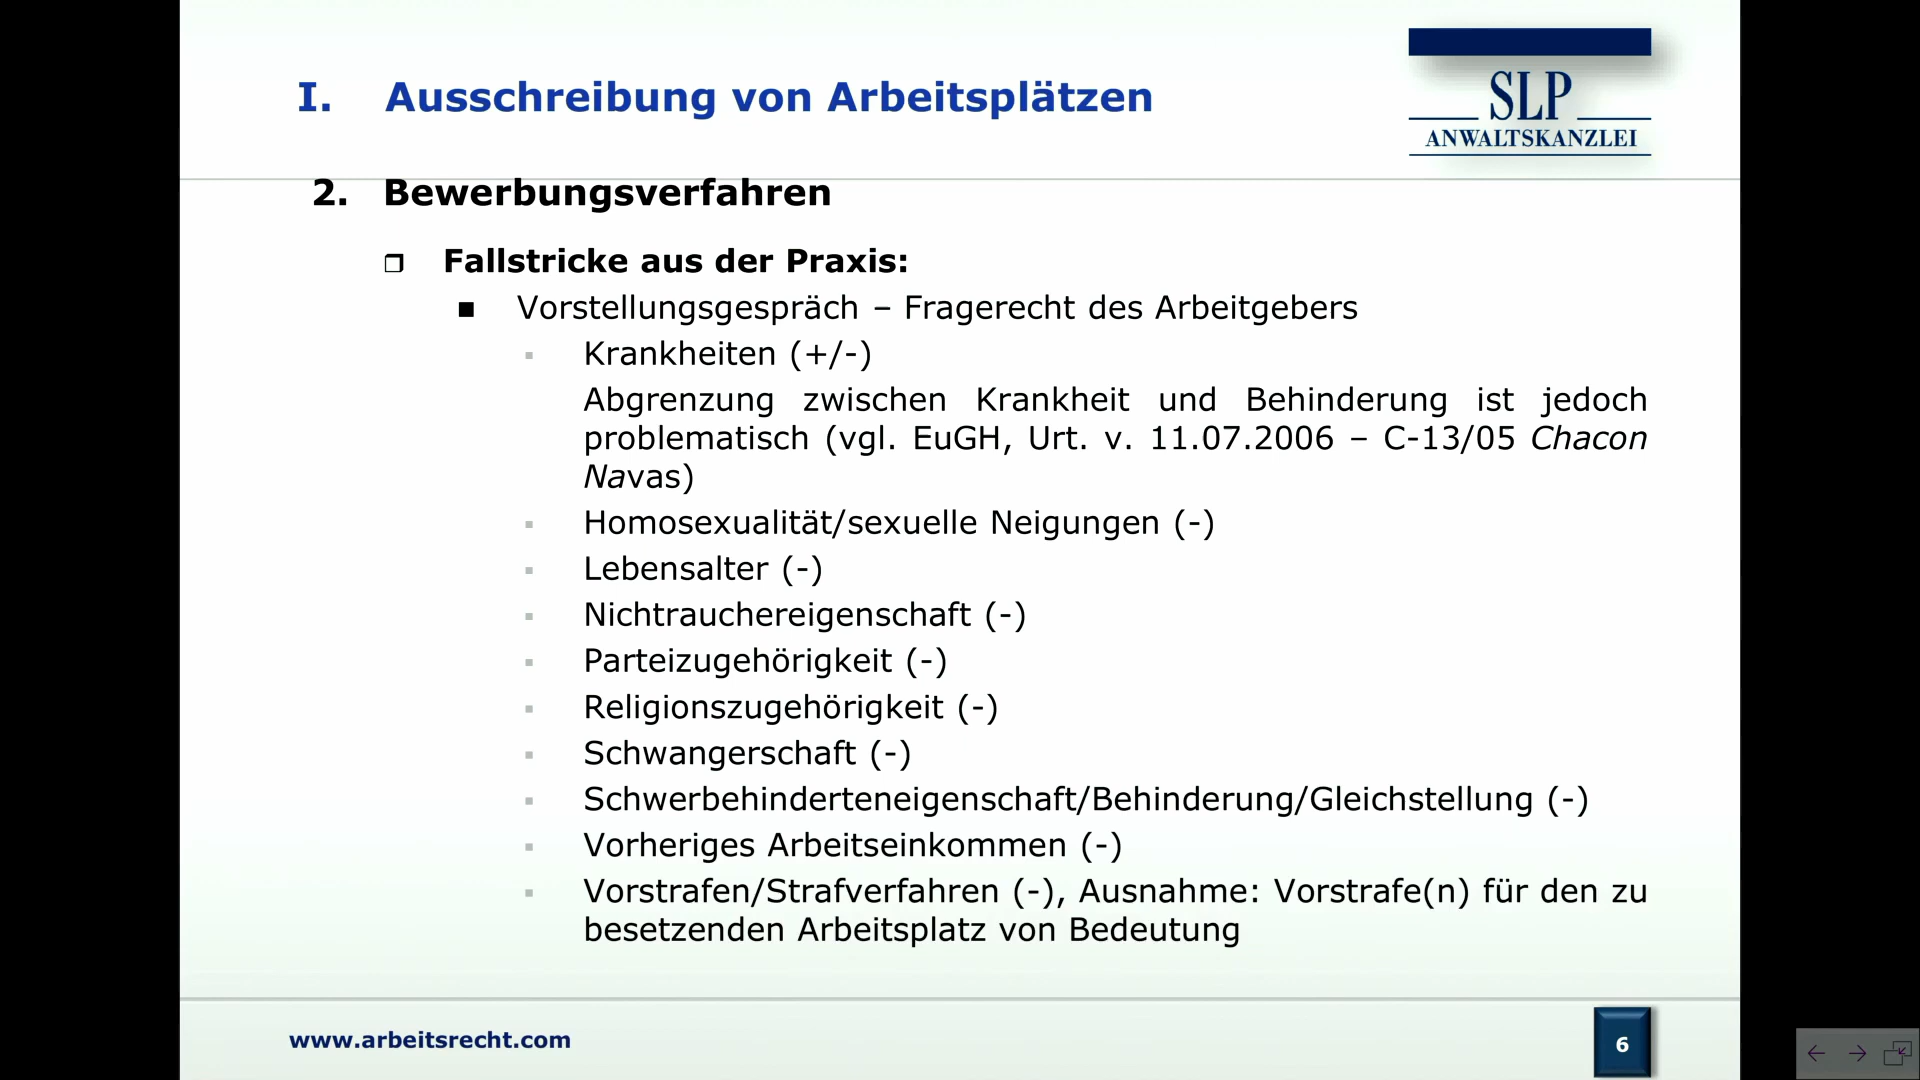 I. Ausschreibung von Arbeitsplätzen
SLP
ANWALTSKANZLEI
2. Bewerbungsverfahren
Fallstricke aus der Praxis:
Vorstellungsgespräch – Fragerecht des Arbeitgebers
Krankheiten (+/-)
Abgrenzung zwischen Krankheit und Behinderung ist jedoch
problematisch (vgl. EuGH, Urt. v. 11.07.2006 – C-13/05 Chacon
Navas)
Homosexualität/sexuelle Neigungen (-)
Lebensalter (-)
Nichtrauchereigenschaft (-)
Parteizugehörigkeit (-)
Religionszugehörigkeit (-)
Schwangerschaft (-)
Schwerbehinderteneigenschaft/Behinderung/Gleichstellung (-)
Vorheriges Arbeitseinkommen (-)
Vorstrafen/Strafverfahren (-), Ausnahme: Vorstrafe(n) für den zu
besetzenden Arbeitsplatz von Bedeutung
www.arbeitsrecht.com
6